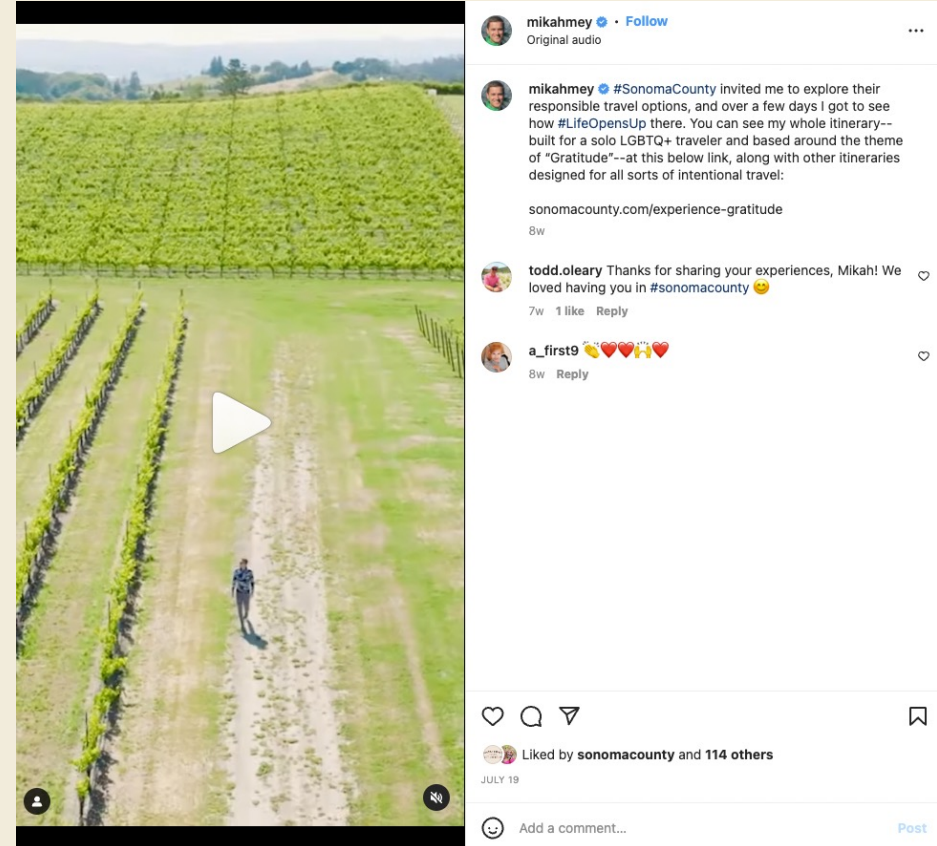 mikahmey • Follow
Original audio
mikahmey #SonomaCounty invited me to explore their
responsible travel options, and over a few days I got to see
how #LifeOpensUp there. You can see my whole itinerary--
built for a solo LGBTQ+ traveler and based around the theme
of "Gratitude"--at this below link, along with other itineraries
designed for all sorts of intentional travel:
sonomacounty.com/experience-gratitude
8w
todd.oleary Thanks for sharing your experiences, Mikah! We
loved having you in #sonomacounty 😊
7w 1 like Reply
a_first9 👏❤️❤️🙌❤️
8w Reply
Liked by sonomacounty and 114 others
JULY 19
Add a comment... Post